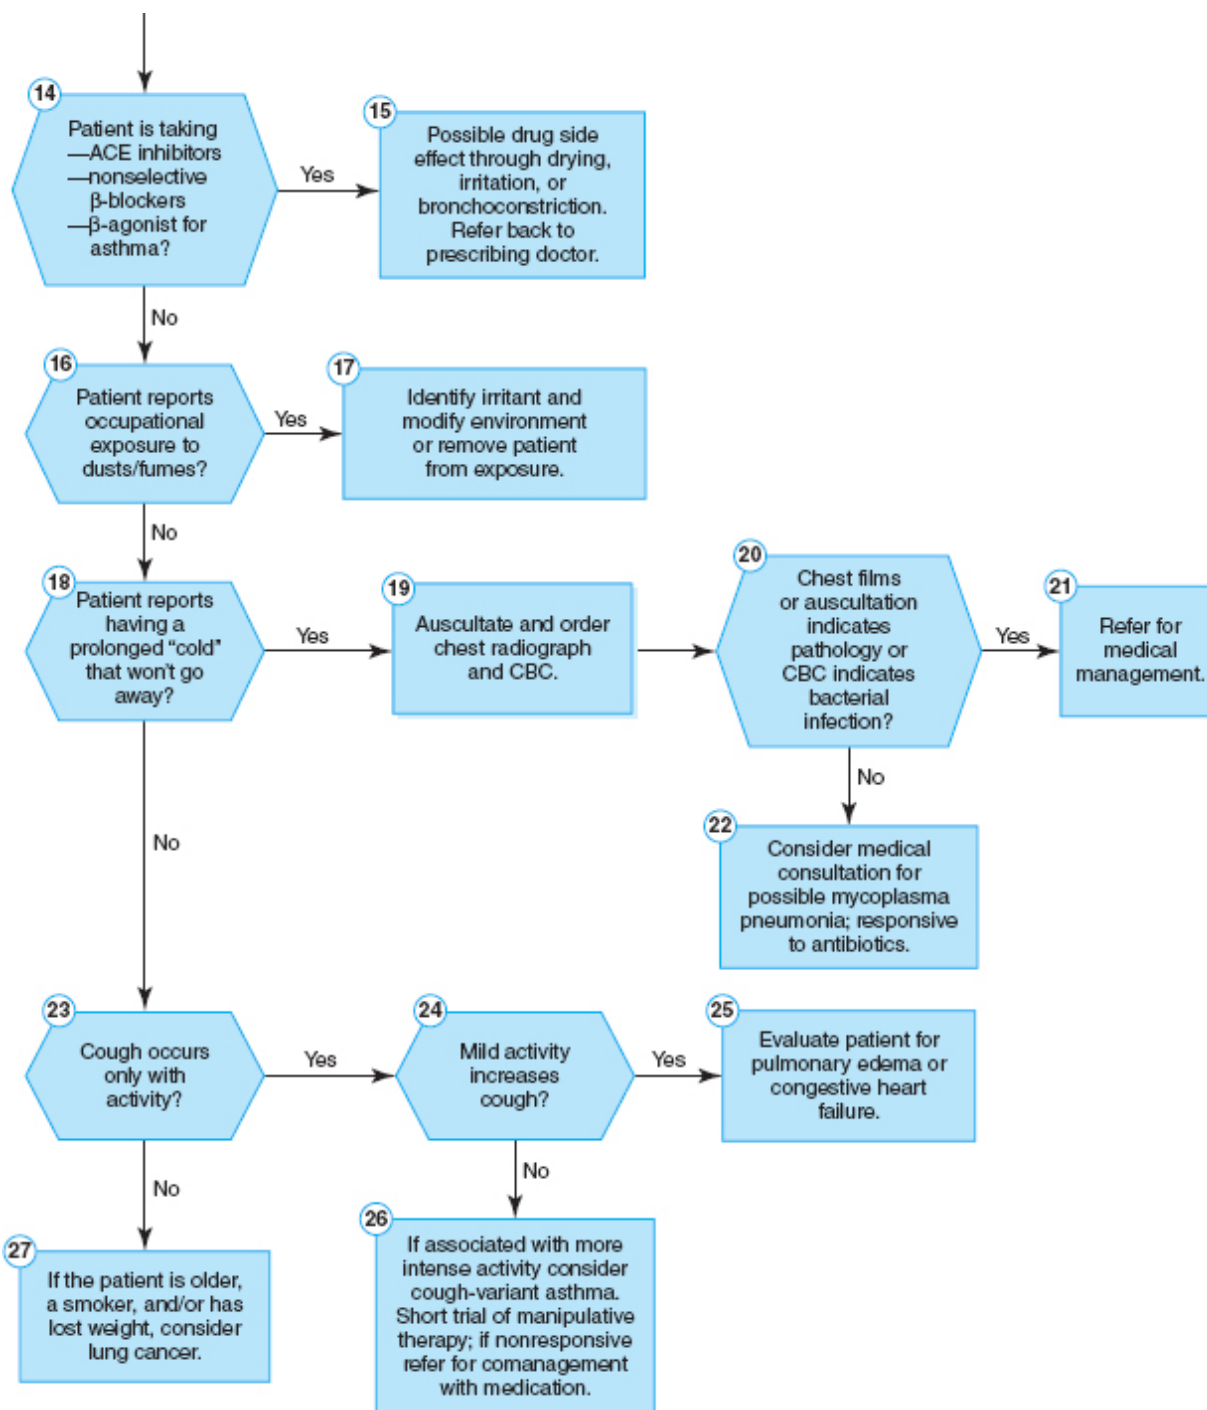 14
Patient is taking
—ACE inhibitors
—nonselective
β-blockers
—β-agonist for
asthma?
Yes
15
Possible drug side
effect through drying,
irritation, or
bronchoconstriction.
Refer back to
prescribing doctor.
No
16
Patient reports
occupational
exposure to
dusts/fumes?
Yes
17
Identify irritant and
modify environment
or remove patient
from exposure.
No
18
Patient reports
having a
prolonged “cold”
that won’t go
away?
Yes
19
Auscultate and order
chest radiograph
and CBC.
20
Chest films
or auscultation
indicates
pathology or
CBC indicates
bacterial
infection?
Yes
21
Refer for
medical
management.
No
22
Consider medical
consultation for
possible mycoplasma
pneumonia; responsive
to antibiotics.
No
23
Cough occurs
only with
activity?
Yes
24
Mild activity
increases
cough?
Yes
25
Evaluate patient for
pulmonary edema or
congestive heart
failure.
No
26
If associated with more
intense activity consider
cough-variant asthma.
Short trial of manipulative
therapy; if nonresponsive
refer for comanagement
with medication.
No
27
If the patient is older,
a smoker, and/or has
lost weight, consider
lung cancer.